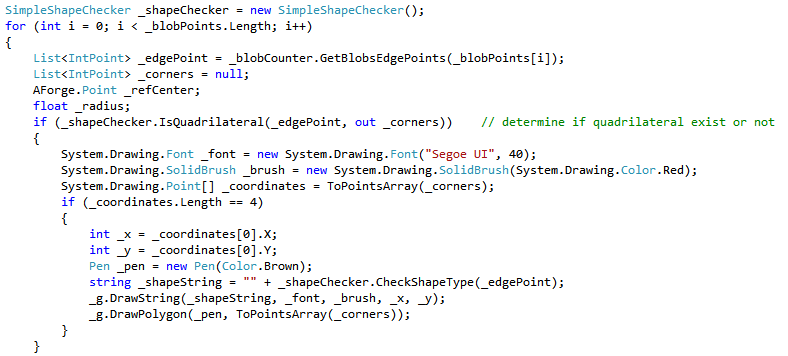 SimpleShapeChecker _shapeChecker = new SimpleShapeChecker();
for (int i = 0; i < _blobPoints.Length; i++)
{
    List<IntPoint> _edgePoint = _blobCounter.GetBlobsEdgePoints(_blobPoints[i]);
    List<IntPoint> _corners = null;
    AForge.Point _refCenter;
    float _radius;
    if (_shapeChecker.IsQuadrilateral(_edgePoint, out _corners))    // determine if quadrilateral exist or not
    {
        System.Drawing.Font _font = new System.Drawing.Font("Segoe UI", 40);
        System.Drawing.SolidBrush _brush = new System.Drawing.SolidBrush(System.Drawing.Color.Red);
        System.Drawing.Point[] _coordinates = ToPointsArray(_corners);
        if (_coordinates.Length == 4)
        {
            int _x = _coordinates[0].X;
            int _y = _coordinates[0].Y;
            Pen _pen = new Pen(Color.Brown);
            string _shapeString = "" + _shapeChecker.CheckShapeType(_edgePoint);
            _g.DrawString(_shapeString, _font, _brush, _x, _y);
            _g.DrawPolygon(_pen, ToPointsArray(_corners));
        }
    }